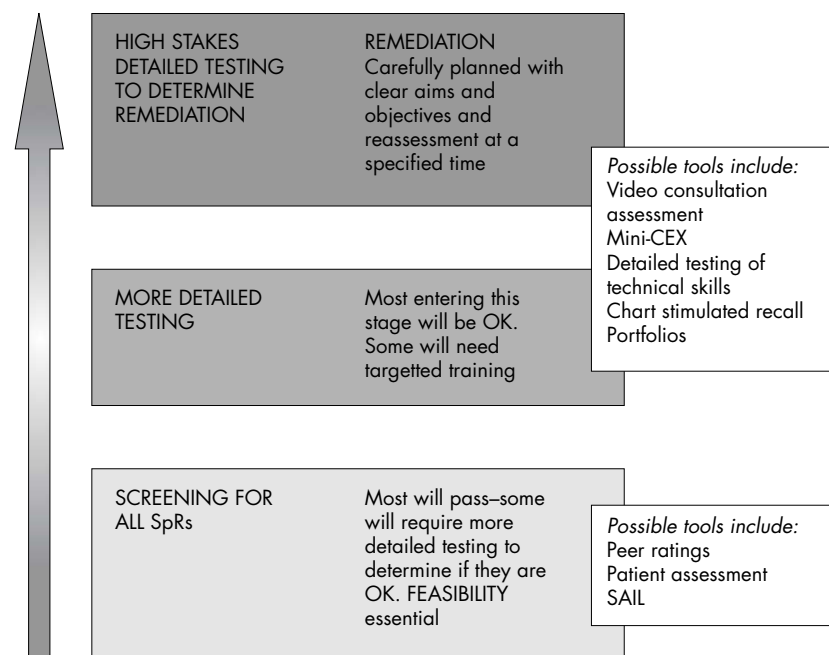 HIGH STAKES
DETAILED TESTING
TO DETERMINE
REMEDIATION
REMEDIATION
Carefully planned with
clear aims and
objectives and
reassessment at a
specified time
Possible tools include:
Video consultation
assessment
Mini-CEX
Detailed testing of
technical skills
Chart stimulated recall
Portfolios
MORE DETAILED
TESTING
Most entering this
stage will be OK.
Some will need
targetted training
SCREENING FOR
ALL SpRs
Most will pass–some
will require more
detailed testing to
determine if they are
OK. FEASIBILITY
essential
Possible tools include:
Peer ratings
Patient assessment
SAIL